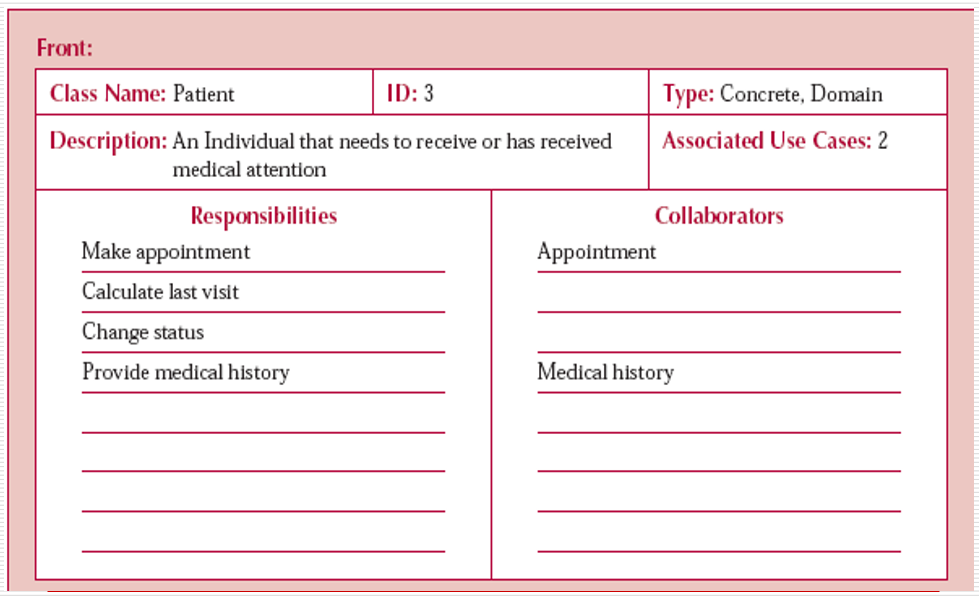 Front:
Class Name: Patient
ID: 3
Type: Concrete, Domain
Description: An Individual that needs to receive or has received
medical attention
Associated Use Cases: 2
Responsibilities
Make appointment
Calculate last visit
Change status
Provide medical history
Collaborators
Appointment
Medical history